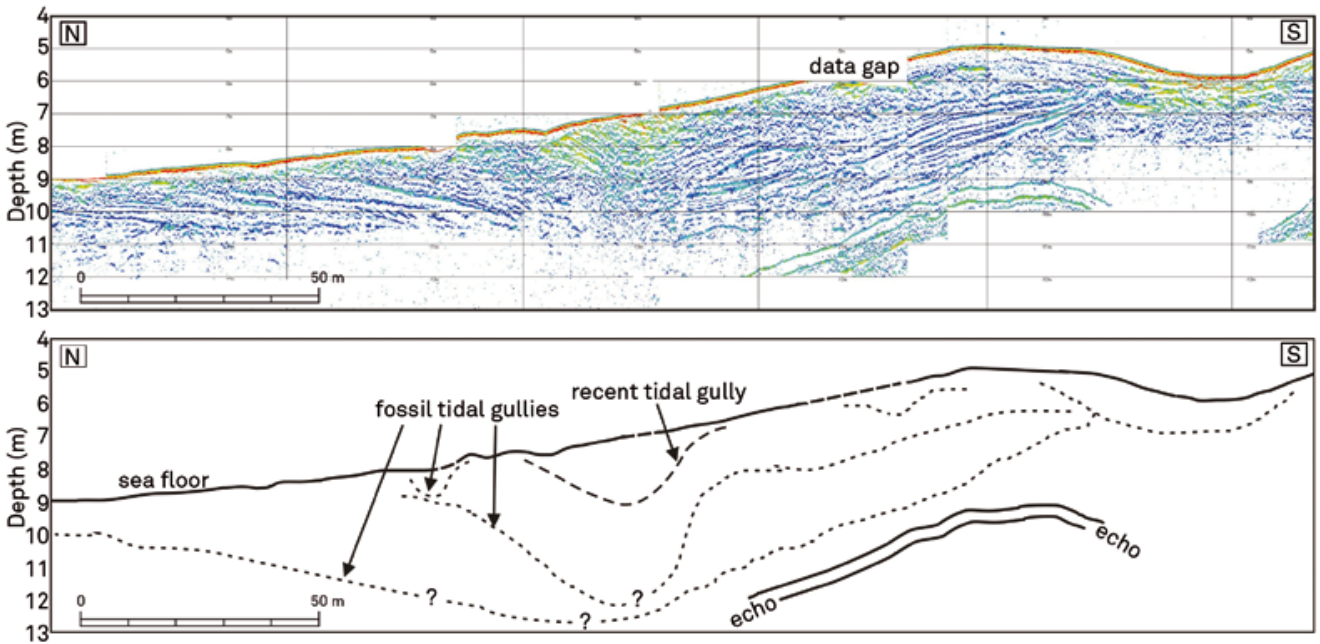 4
N
S
5
data gap
6
7
8
Depth (m)
9
10
11
12
0
50 m
13
4
N
S
5
recent tidal gully
6
fossil tidal gullies
7
8
sea floor
Depth (m)
9
10
11
echo
12
0
50 m
?
?
?
echo
13